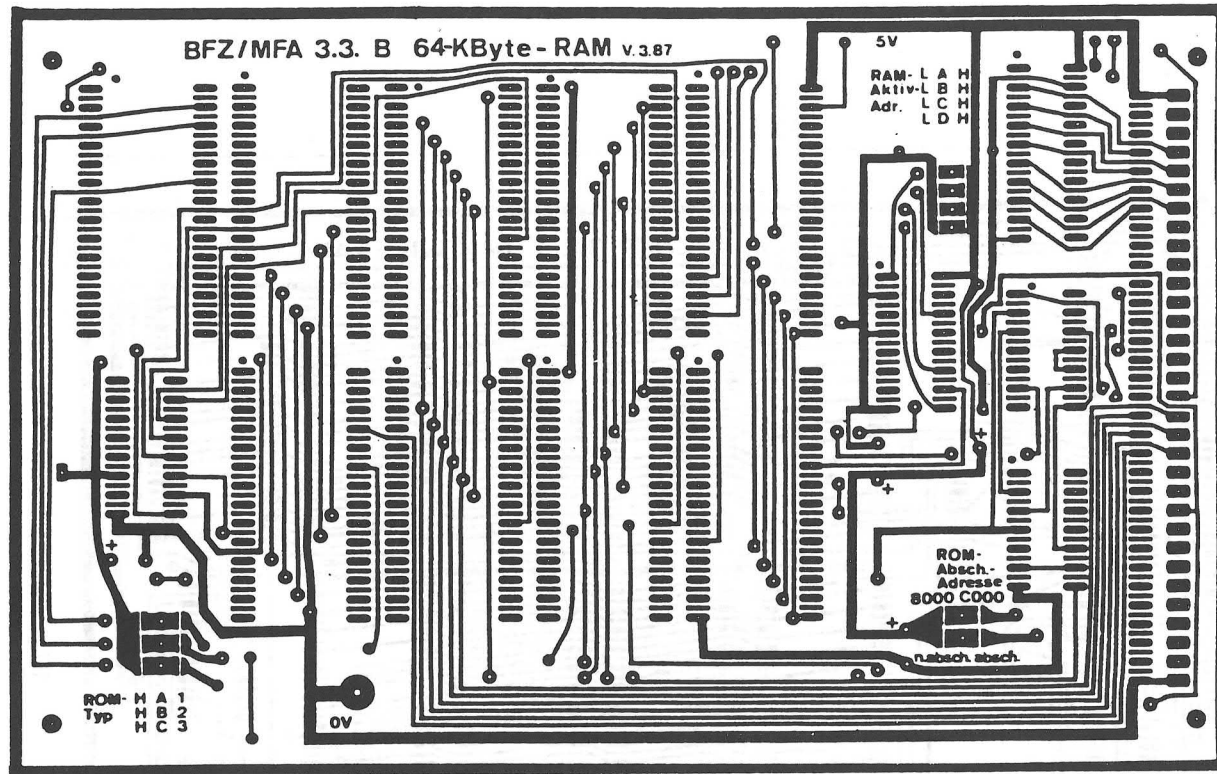 BFZ/MFA 3.3. B 64-KByte-RAM V. 3.87
5V
RAM- L A H
Aktiv- L B H
Adr. L C H
L D H
+
+
+
ROM-
Absch.-
Adresse
8000 C000
+
n.absch. absch.
ROM- H A 1
Typ H B 2
H C 3
0V